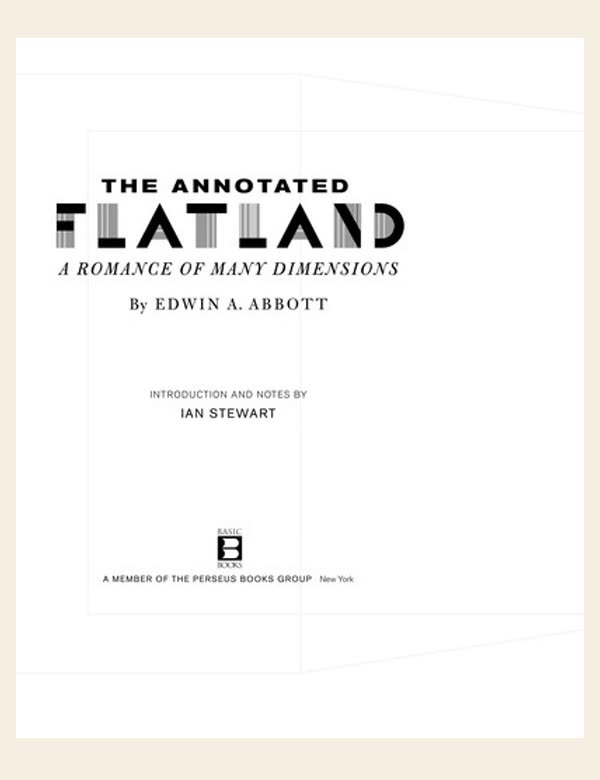 THE ANNOTATED
FLATLAND
A ROMANCE OF MANY DIMENSIONS
By EDWIN A. ABBOTT
INTRODUCTION AND NOTES BY
IAN STEWART
BASIC
B
BOOKS
A MEMBER OF THE PERSEUS BOOKS GROUP New York